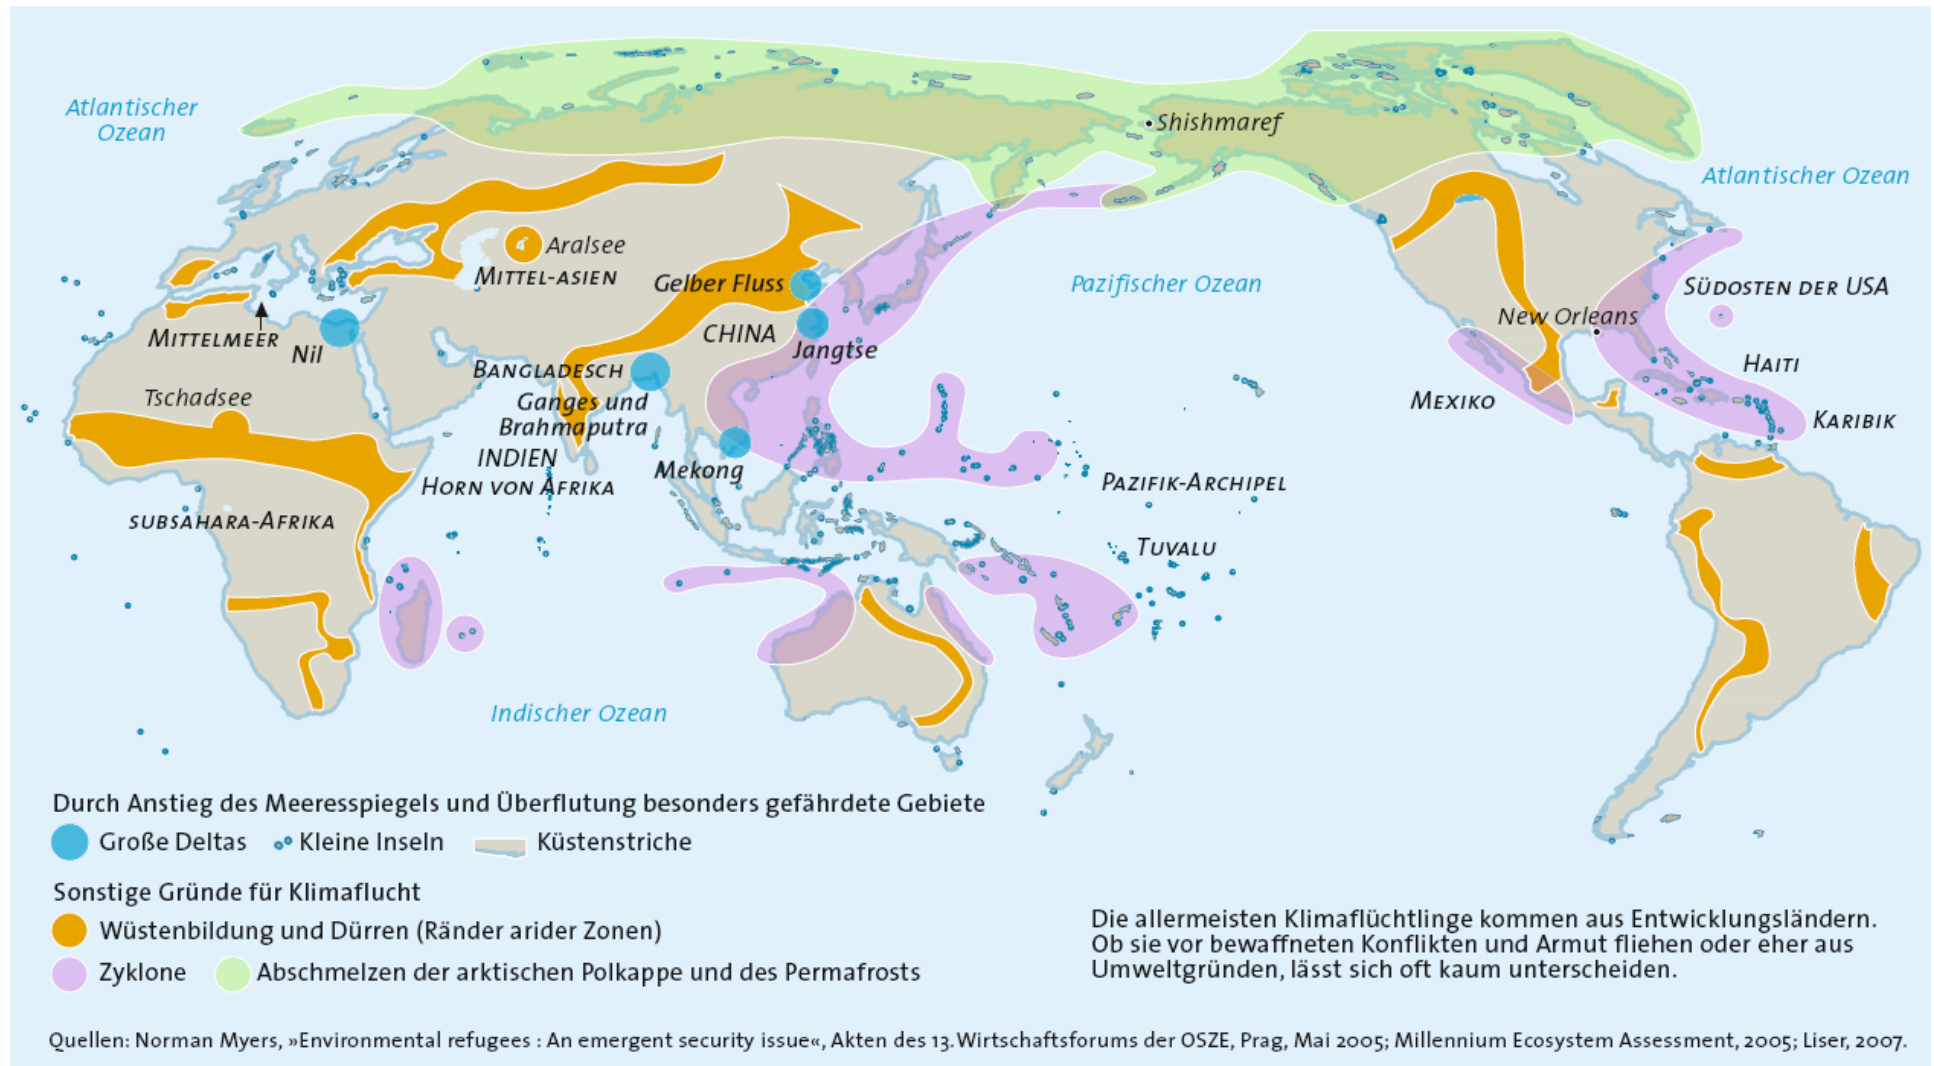 Atlantischer
Ozean
Shishmaref
Atlantischer Ozean
Aralsee
MITTEL-ASIEN
Gelber Fluss
Pazifischer Ozean
SÜDOSTEN DER USA
New Orleans
MITTELMEER
Nil
CHINA
Jangtse
BANGLADESCH
Ganges und
Brahmaputra
HAITI
Tschadsee
MEXIKO
KARIBIK
INDIEN
Mekong
HORN VON AFRIKA
PAZIFIK-ARCHIPEL
SUBSAHARA-AFRIKA
TUVALU
Indischer Ozean
Durch Anstieg des Meeresspiegels und Überflutung besonders gefährdete Gebiete
Große Deltas
Kleine Inseln
Küstenstriche
Sonstige Gründe für Klimaflucht
Wüstenbildung und Dürren (Ränder arider Zonen)
Zyklone
Abschmelzen der arktischen Polkappe und des Permafrosts
Die allermeisten Klimaflüchtlinge kommen aus Entwicklungsländern.
Ob sie vor bewaffneten Konflikten und Armut fliehen oder eher aus
Umweltgründen, lässt sich oft kaum unterscheiden.
Quellen: Norman Myers, »Environmental refugees : An emergent security issue«, Akten des 13. Wirtschaftsforums der OSZE, Prag, Mai 2005; Millennium Ecosystem Assessment, 2005; Liser, 2007.